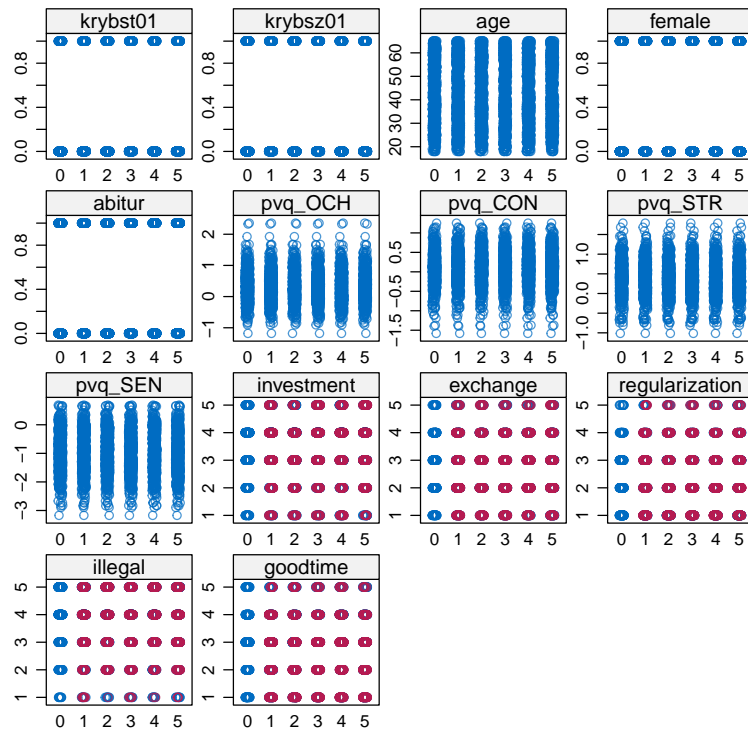 krybst01 krybsz01 age female
0.0 0.4 0.8 0.0 0.4 0.8 20 30 40 50 60 0.0 0.4 0.8
0 1 2 3 4 5 0 1 2 3 4 5 0 1 2 3 4 5 0 1 2 3 4 5
abitur pvq_OCH pvq_CON pvq_STR
0.0 0.4 0.8 −1 0 1 2 −1.5 −0.5 0.5 −1.0 0.0 1.0
0 1 2 3 4 5 0 1 2 3 4 5 0 1 2 3 4 5 0 1 2 3 4 5
pvq_SEN investment exchange regularization
−3 −2 −1 0 1 2 3 4 5 1 2 3 4 5 1 2 3 4 5
0 1 2 3 4 5 0 1 2 3 4 5 0 1 2 3 4 5 0 1 2 3 4 5
illegal goodtime
1 2 3 4 5 1 2 3 4 5
0 1 2 3 4 5 0 1 2 3 4 5